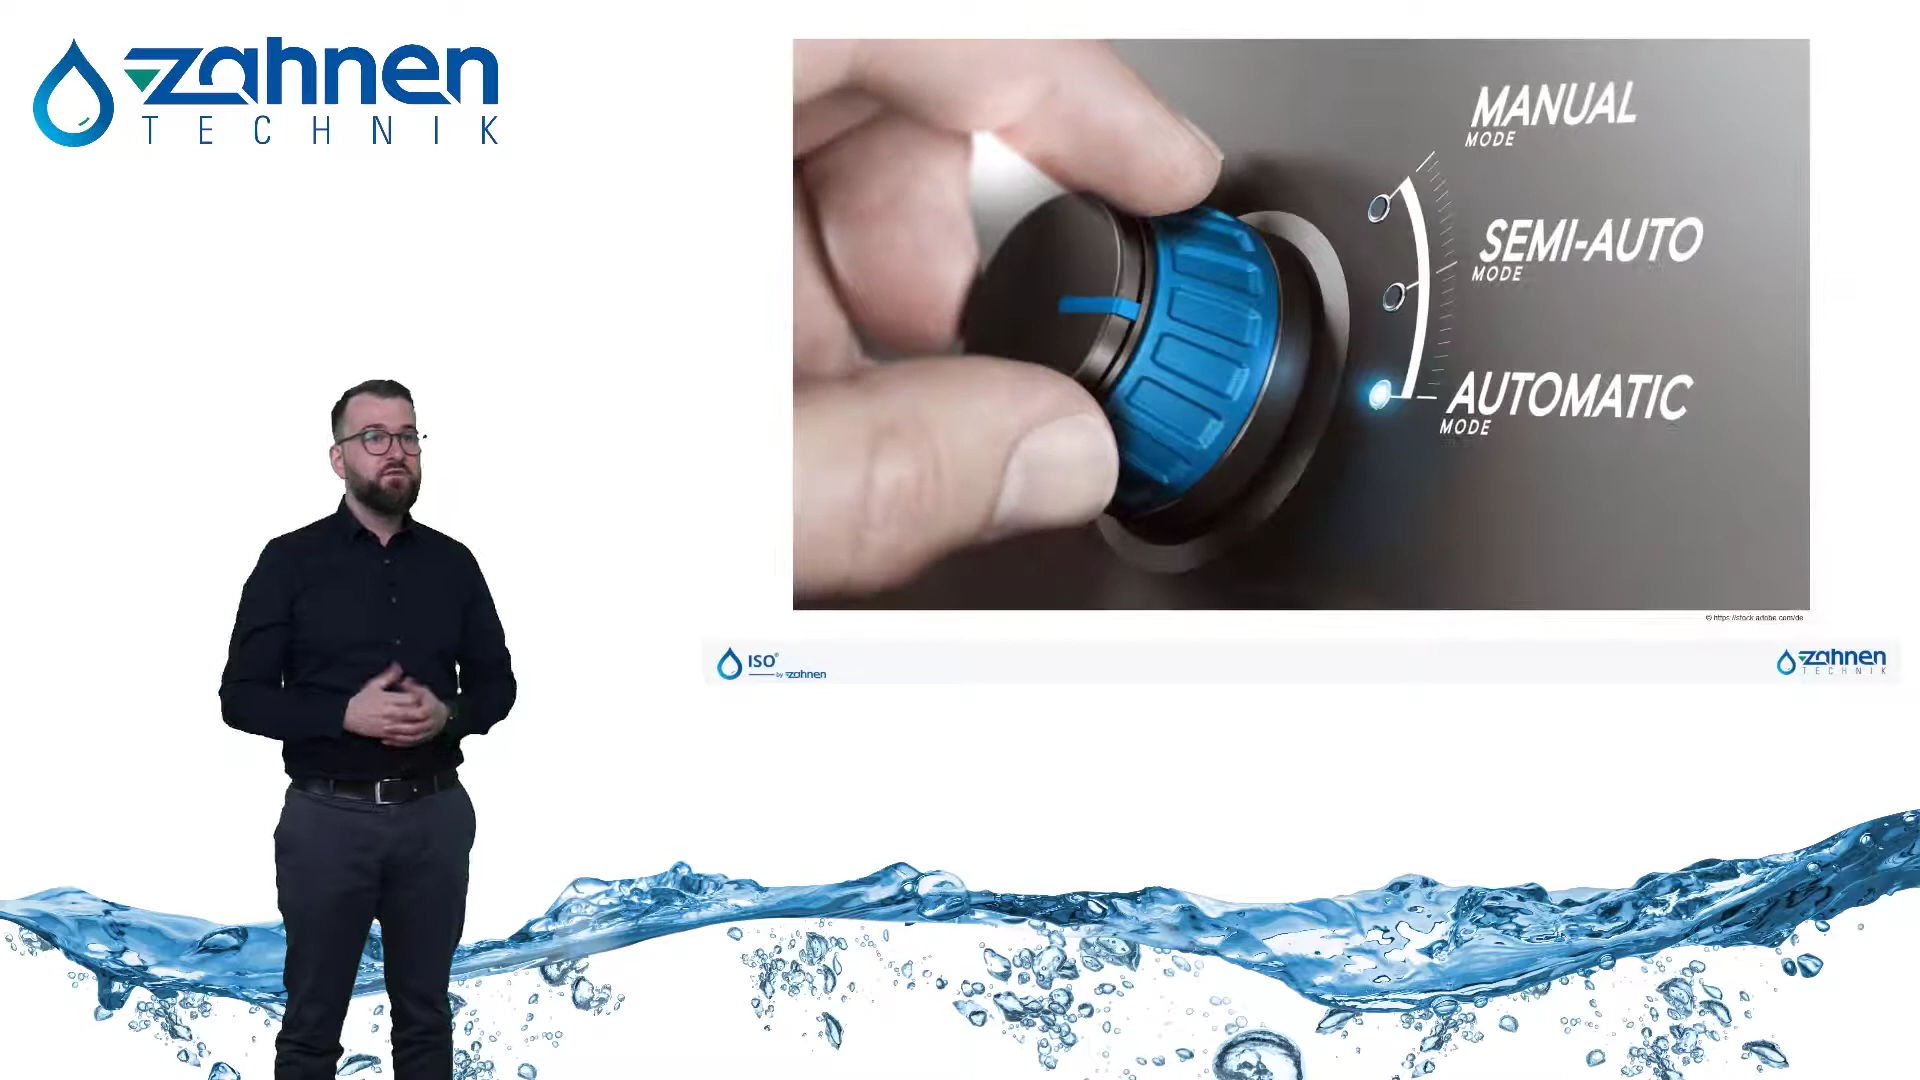 zahnen
TECHNIK
MANUAL
MODE
SEMI-AUTO
MODE
AUTOMATIC
MODE
© https://stock.adobe.com/de
ISO®
by zahnen
zahnen
TECHNIK